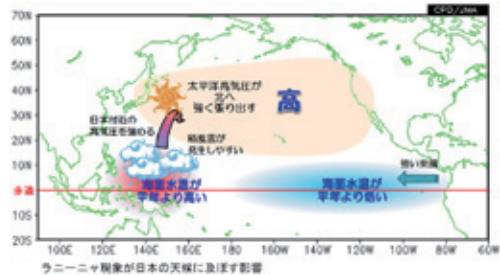 CPD/JMA
70N
60N
50N
40N
30N
20N
10N
赤道
10S
20S
太平洋高気圧が
北へ
強く張り出す
高
日本付近の
高気圧を強める
積乱雲が
発生しやすい
強い東風
海面水温が
平年より高い
海面水温が
平年より低い
100E 120E 140E 160E 180 160W 140W 120W 100W 80W 60W
ラニーニャ現象が日本の天候に及ぼす影響